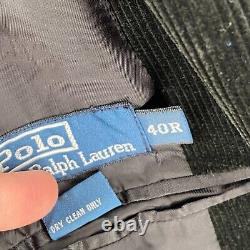 Polo
Ralph Lauren
40R
DRY CLEAN ONLY